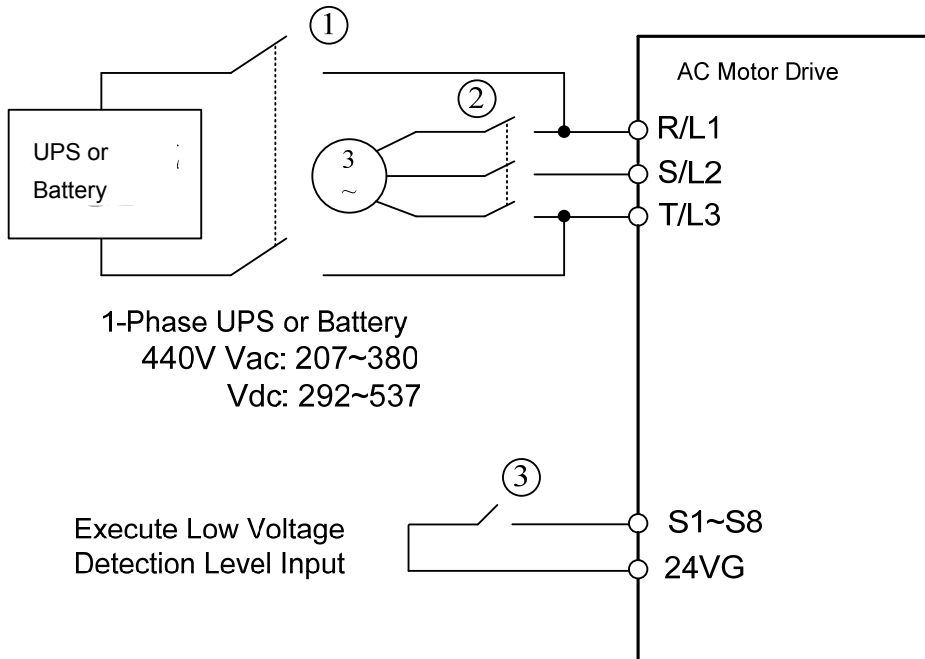 ①
AC Motor Drive
②
R/L1
UPS or
Battery
3
~
S/L2
T/L3
1-Phase UPS or Battery
440V Vac: 207~380
Vdc: 292~537
③
Execute Low Voltage
Detection Level Input
S1~S8
24VG